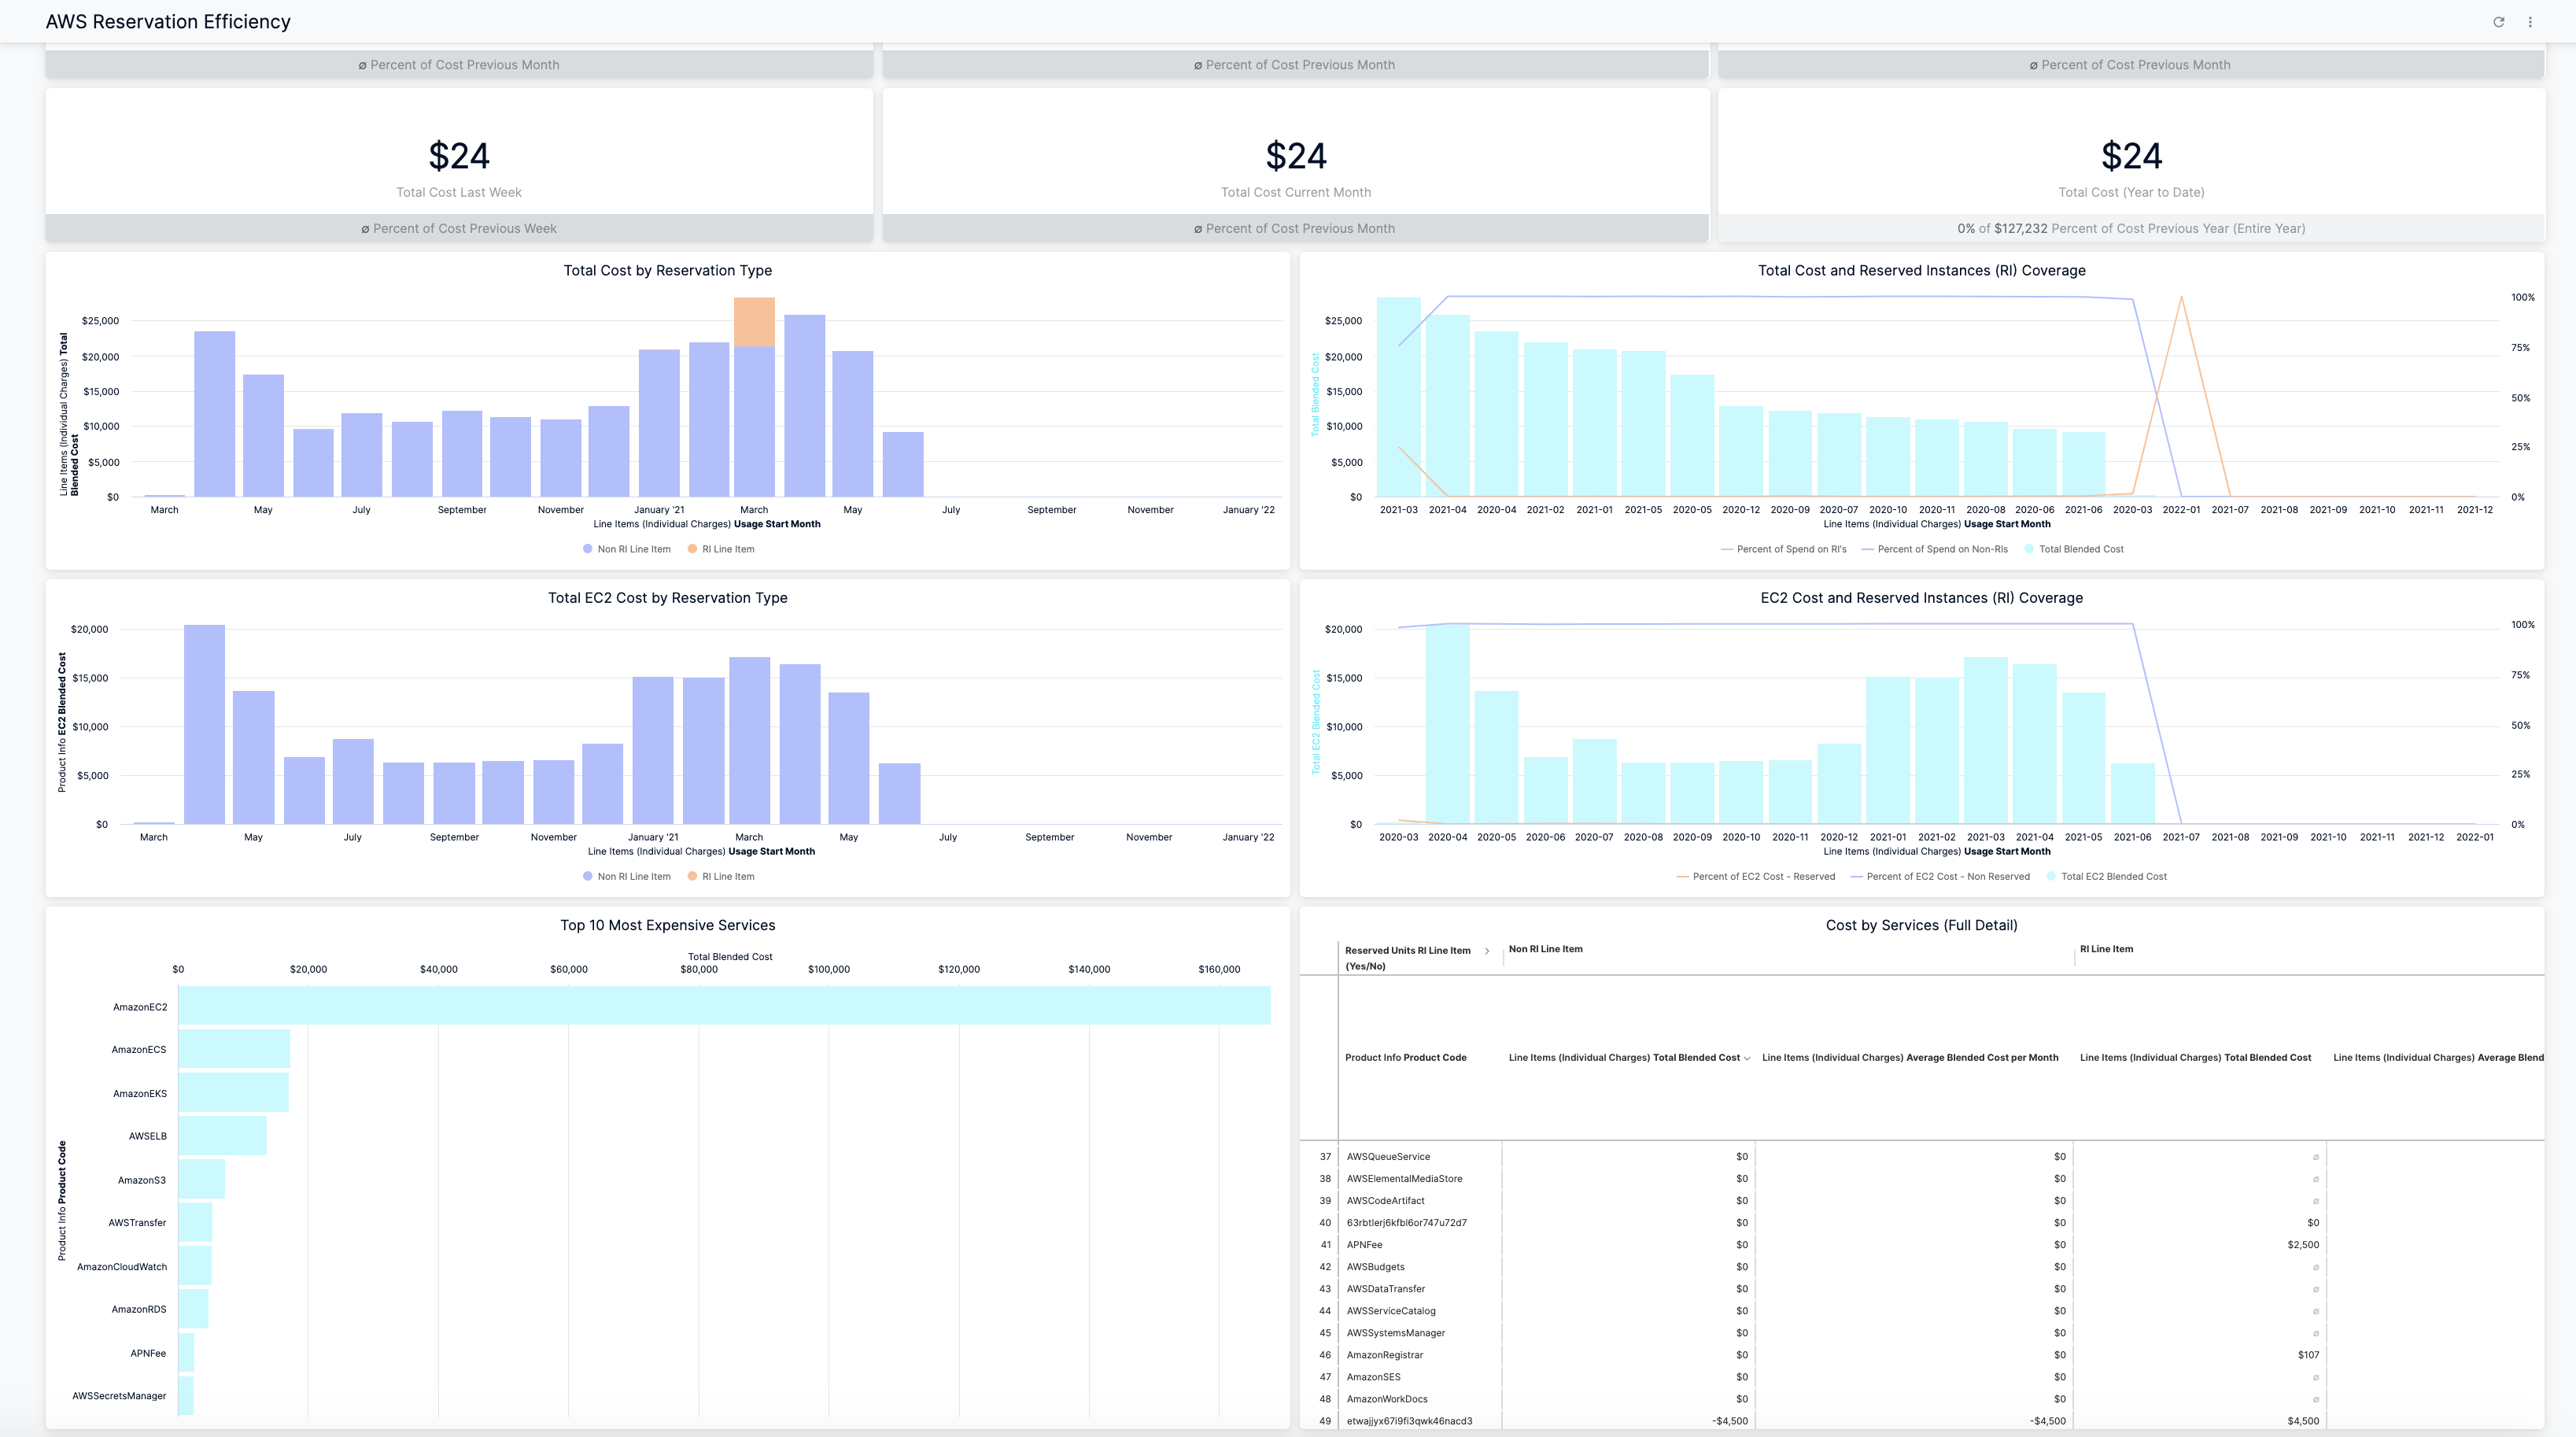 AWS Reservation Efficiency
ø Percent of Cost Previous Month
ø Percent of Cost Previous Month
ø Percent of Cost Previous Month
$24
Total Cost Last Week
ø Percent of Cost Previous Week
$24
Total Cost Current Month
ø Percent of Cost Previous Month
$24
Total Cost (Year to Date)
0% of $127,232 Percent of Cost Previous Year (Entire Year)
Total Cost by Reservation Type
Line Items (Individual Charges) Total
Blended Cost
$25,000
$20,000
$15,000
$10,000
$5,000
$0
March May July September November January '21 March May July September November January '22
Line Items (Individual Charges) Usage Start Month
Non RI Line Item RI Line Item
Total Cost and Reserved Instances (RI) Coverage
Total Blended Cost
$25,000
$20,000
$15,000
$10,000
$5,000
$0
100%
75%
50%
25%
0%
2021-03 2021-04 2020-04 2021-02 2021-01 2021-05 2020-05 2020-12 2020-09 2020-07 2020-10 2020-11 2020-08 2020-06 2021-06 2020-03 2022-01 2021-07 2021-08 2021-09 2021-10 2021-11 2021-12
Line Items (Individual Charges) Usage Start Month
Percent of Spend on RI's Percent of Spend on Non-RIs Total Blended Cost
Total EC2 Cost by Reservation Type
Product Info EC2 Blended Cost
$20,000
$15,000
$10,000
$5,000
$0
March May July September November January '21 March May July September November January '22
Line Items (Individual Charges) Usage Start Month
Non RI Line Item RI Line Item
EC2 Cost and Reserved Instances (RI) Coverage
Total EC2 Blended Cost
$20,000
$15,000
$10,000
$5,000
$0
100%
75%
50%
25%
0%
2020-03 2020-04 2020-05 2020-06 2020-07 2020-08 2020-09 2020-10 2020-11 2020-12 2021-01 2021-02 2021-03 2021-04 2021-05 2021-06 2021-07 2021-08 2021-09 2021-10 2021-11 2021-12 2022-01
Line Items (Individual Charges) Usage Start Month
Percent of EC2 Cost - Reserved Percent of EC2 Cost - Non Reserved Total EC2 Blended Cost
Top 10 Most Expensive Services
Total Blended Cost
$0 $20,000 $40,000 $60,000 $80,000 $100,000 $120,000 $140,000 $160,000
Product Info Product Code
AmazonEC2
AmazonECS
AmazonEKS
AWSELB
AmazonS3
AWSTransfer
AmazonCloudWatch
AmazonRDS
APNFee
AWSSecretsManager
Cost by Services (Full Detail)
Reserved Units RI Line Item
(Yes/No)
Non RI Line Item RI Line Item
Product Info Product Code Line Items (Individual Charges) Total Blended Cost Line Items (Individual Charges) Average Blended Cost per Month Line Items (Individual Charges) Total Blended Cost Line Items (Individual Charges) Average Blend
37 AWSQueueService $0 $0 ø
38 AWSElementalMediaStore $0 $0 ø
39 AWSCodeArtifact $0 $0 ø
40 63rbtlerj6kfbl6or747u72d7 $0 $0 $0
41 APNFee $0 $0 $2,500
42 AWSBudgets $0 $0 ø
43 AWSDataTransfer $0 $0 ø
44 AWSServiceCatalog $0 $0 ø
45 AWSSystemsManager $0 $0 ø
46 AmazonRegistrar $0 $0 $107
47 AmazonSES $0 $0 ø
48 AmazonWorkDocs $0 $0 ø
49 etwajjyx67i9fi3qwk46nacd3 -$4,500 -$4,500 $4,500